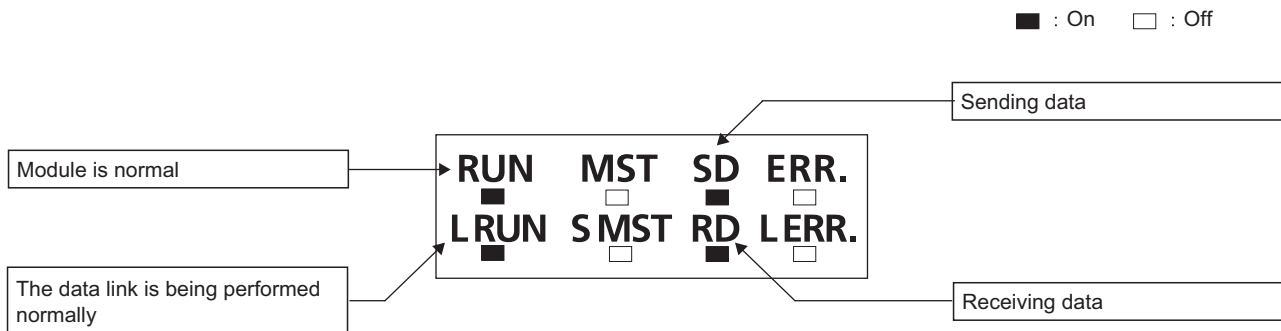 : On : Off
Sending data
Module is normal
RUN MST SD ERR.
L RUN S MST RD L ERR.
The data link is being performed
normally
Receiving data